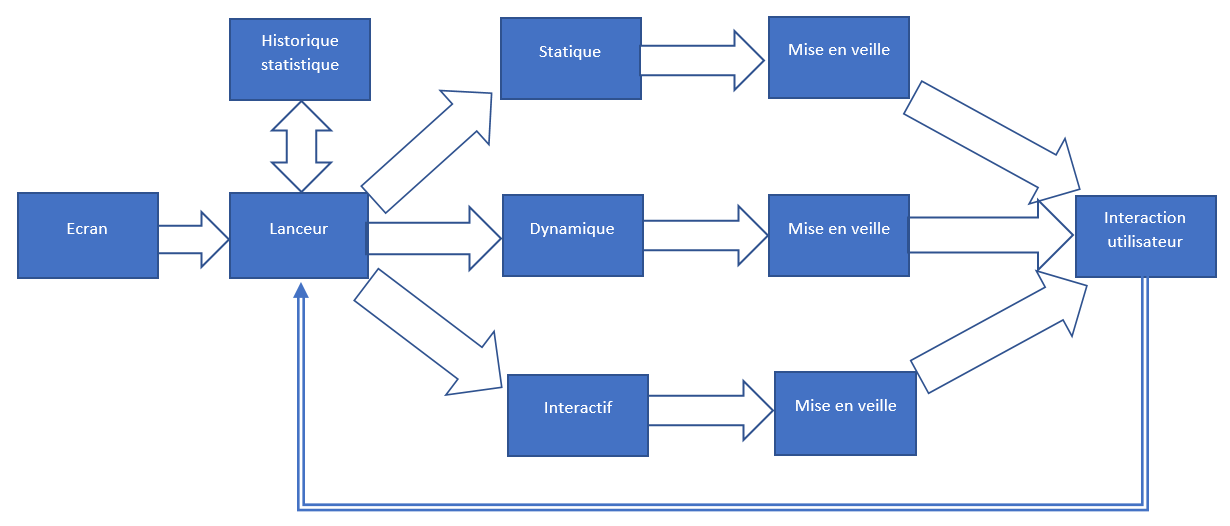 Historique
statistique
Statique
Mise en veille
Ecran
Lanceur
Dynamique
Mise en veille
Interaction
utilisateur
Interactif
Mise en veille